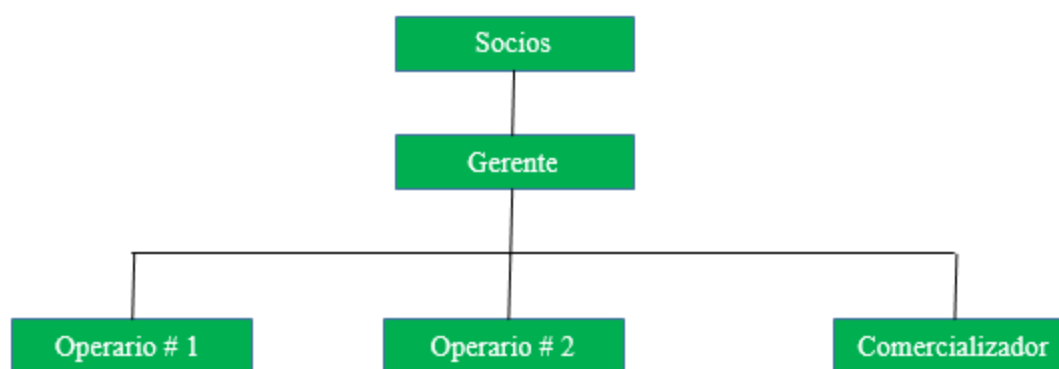 Socios
Gerente
Operario # 1
Operario # 2
Comercializador